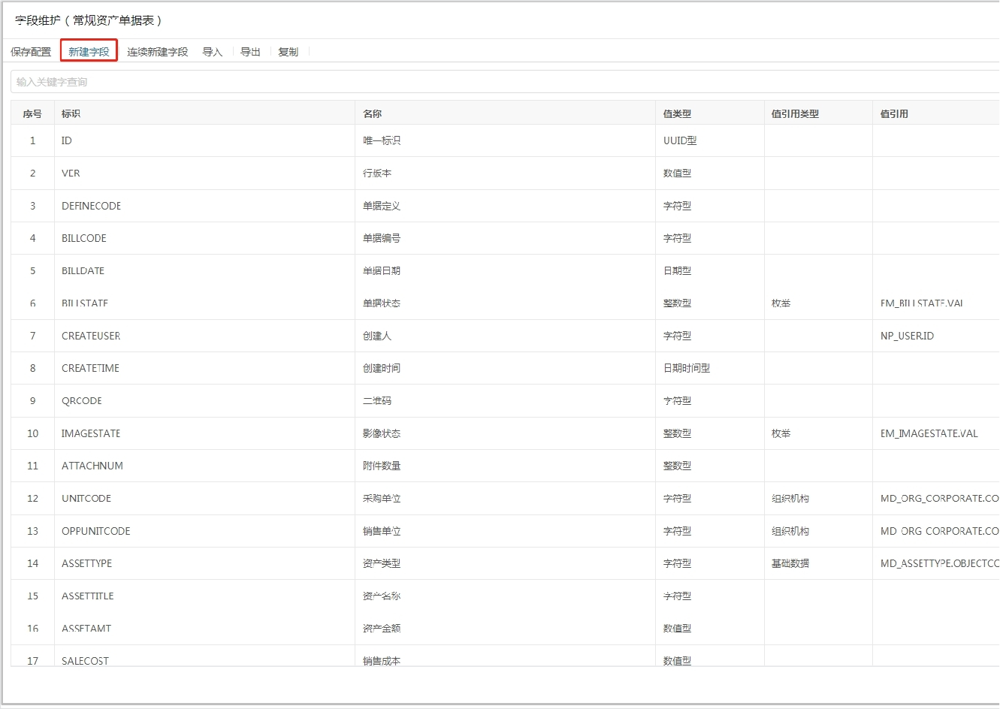 字段维护（常规资产单据表）
保存配置 新建字段 连续新建字段 导入 导出 复制
输入关键字查询
序号 标识 名称 值类型 值引用类型 值引用
1 ID 唯一标识 UUID型
2 VER 行版本 数值型
3 DEFINECODE 单据定义 字符型
4 BILLCODE 单据编号 字符型
5 BILLDATE 单据日期 日期型
6 BILLSTATE 单据状态 整数型 枚举 EM_BILLSTATE.VAL
7 CREATEUSER 创建人 字符型 NP_USER.ID
8 CREATETIME 创建时间 日期时间型
9 QRCODE 二维码 字符型
10 IMAGESTATE 影像状态 整数型 枚举 EM_IMAGESTATE.VAL
11 ATTACHNUM 附件数量 整数型
12 UNITCODE 采购单位 字符型 组织机构 MD_ORG_CORPORATE.CO
13 OPPUNITCODE 销售单位 字符型 组织机构 MD_ORG_CORPORATE.CO
14 ASSETTYPE 资产类型 字符型 基础数据 MD_ASSETTYPE.OBJECTCO
15 ASSETTITLE 资产名称 字符型
16 ASSETAMT 资产金额 数值型
17 SALECOST 销售成本 数值型